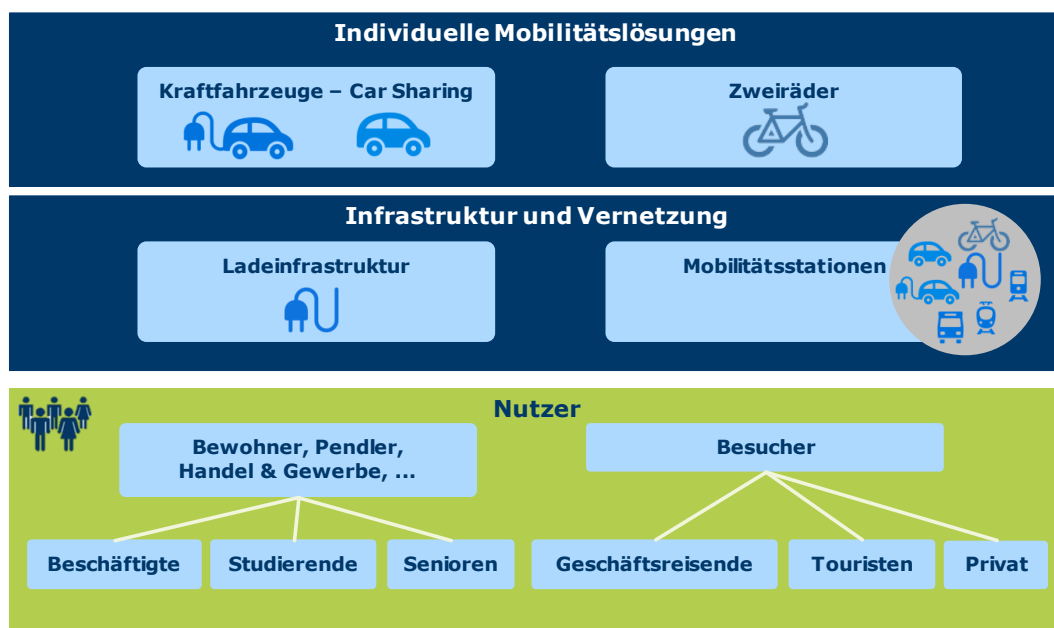 Individuelle Mobilitätslösungen
Kraftfahrzeuge – Car Sharing
Zweiräder
Infrastruktur und Vernetzung
Ladeinfrastruktur
Mobilitätsstationen
Nutzer
Bewohner, Pendler,
Handel & Gewerbe, ...
Besucher
Beschäftigte
Studierende
Senioren
Geschäftsreisende
Touristen
Privat